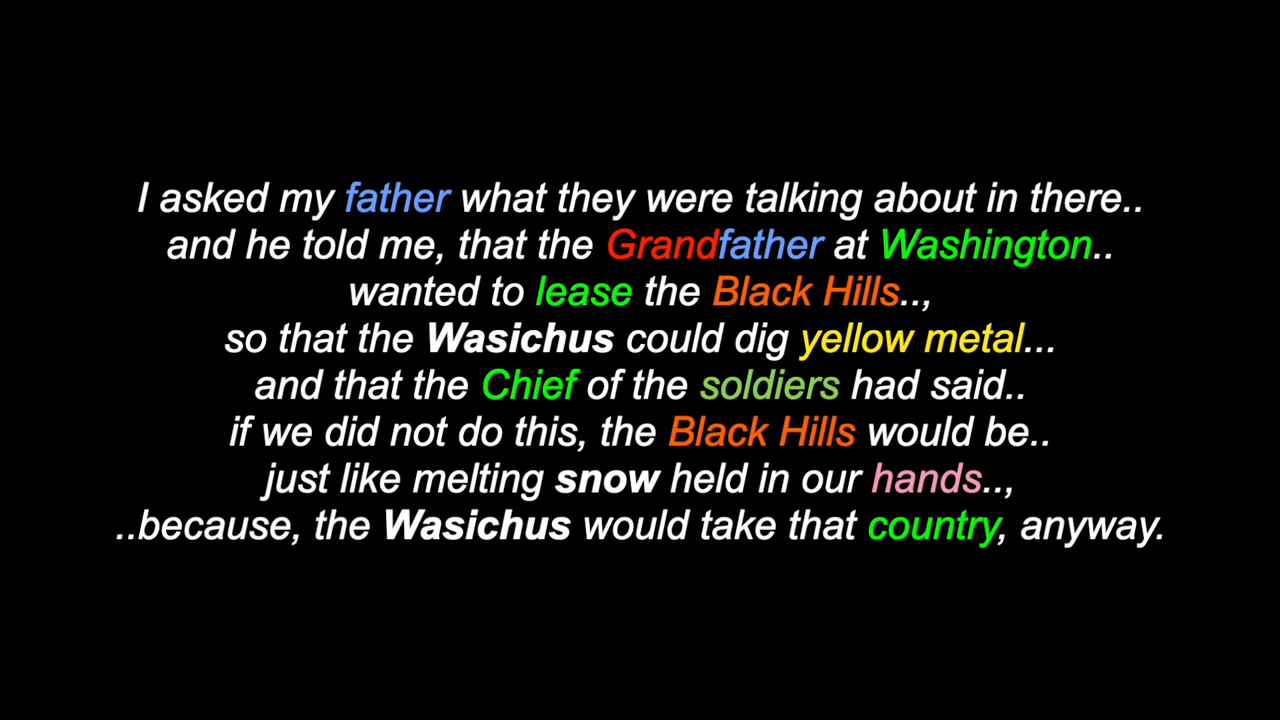 I asked my father what they were talking about in there..
and he told me, that the Grandfather at Washington..
wanted to lease the Black Hills..,
so that the Wasichus could dig yellow metal...
and that the Chief of the soldiers had said..
if we did not do this, the Black Hills would be..
just like melting snow held in our hands..,
..because, the Wasichus would take that country, anyway.